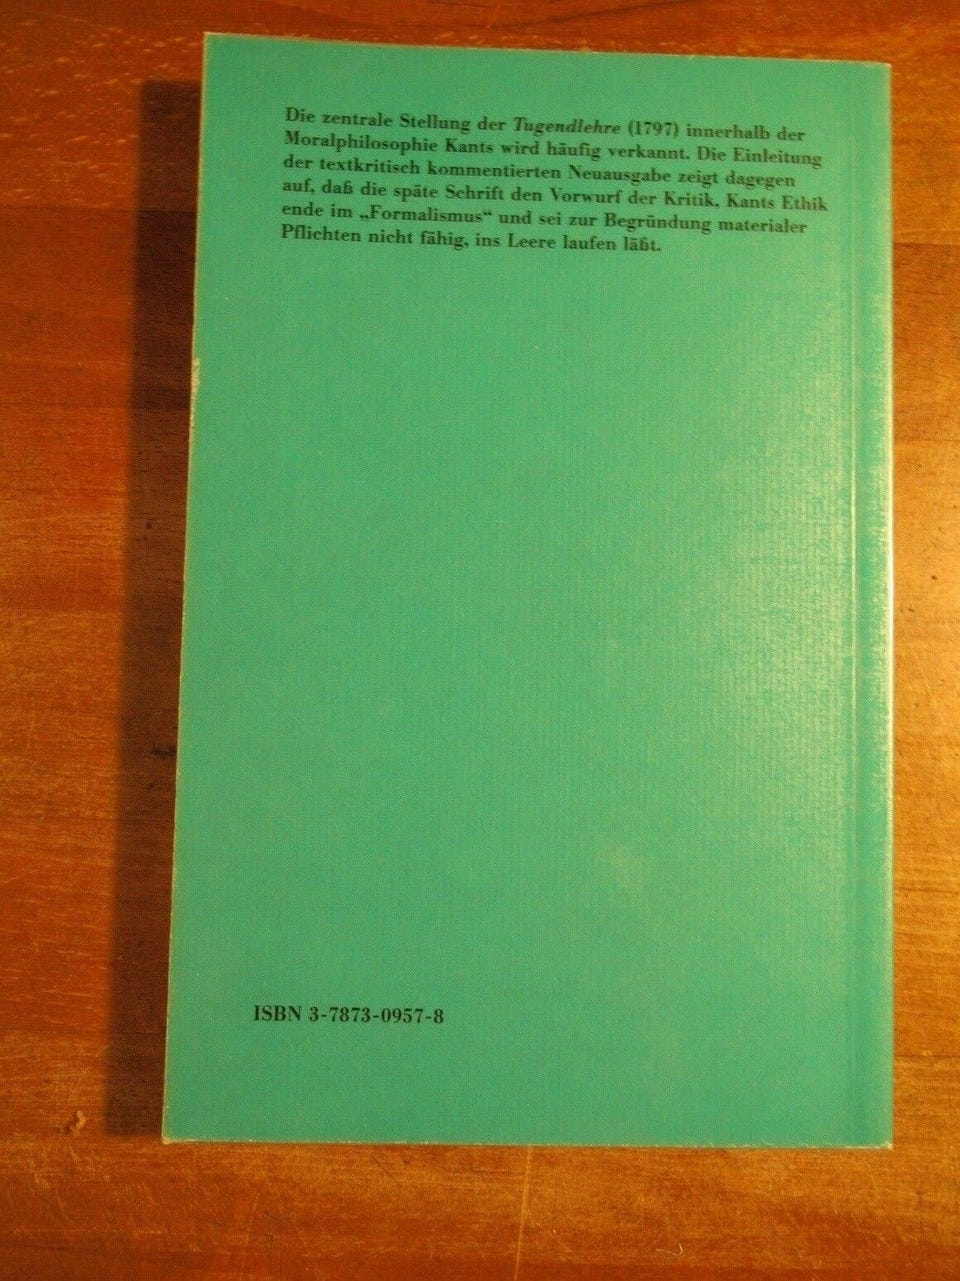 Die zentrale Stellung der Tugendlehre (1797) innerhalb der
Moralphilosophie Kants wird häufig verkannt. Die Einleitung
der textkritisch kommentierten Neuausgabe zeigt dagegen
auf, daß die späte Schrift den Vorwurf der Kritik, Kants Ethik
ende im „Formalismus“ und sei zur Begründung materialer
Pflichten nicht fähig, ins Leere laufen läßt.
ISBN 3-7873-0957-8